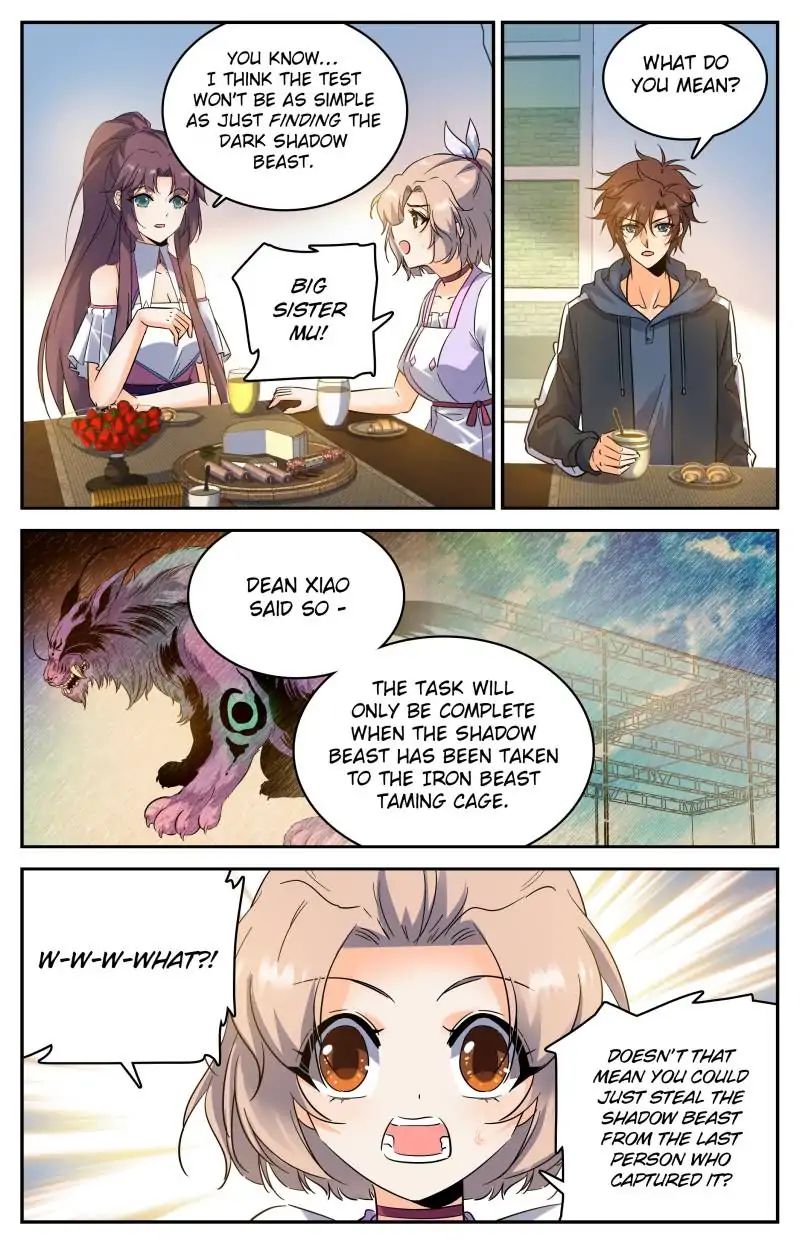 YOU KNOW...
I THINK THE TEST
WON'T BE AS SIMPLE
AS JUST FINDING THE
DARK SHADOW
BEAST.
BIG
SISTER
MU!
WHAT DO
YOU MEAN?
DEAN XIAO
SAID SO -
THE TASK WILL
ONLY BE COMPLETE
WHEN THE SHADOW
BEAST HAS BEEN TAKEN
TO THE IRON BEAST
TAMING CAGE.
W-W-W-WHAT?!
DOESN'T THAT
MEAN YOU COULD
JUST STEAL THE
SHADOW BEAST
FROM THE LAST
PERSON WHO
CAPTURED IT?